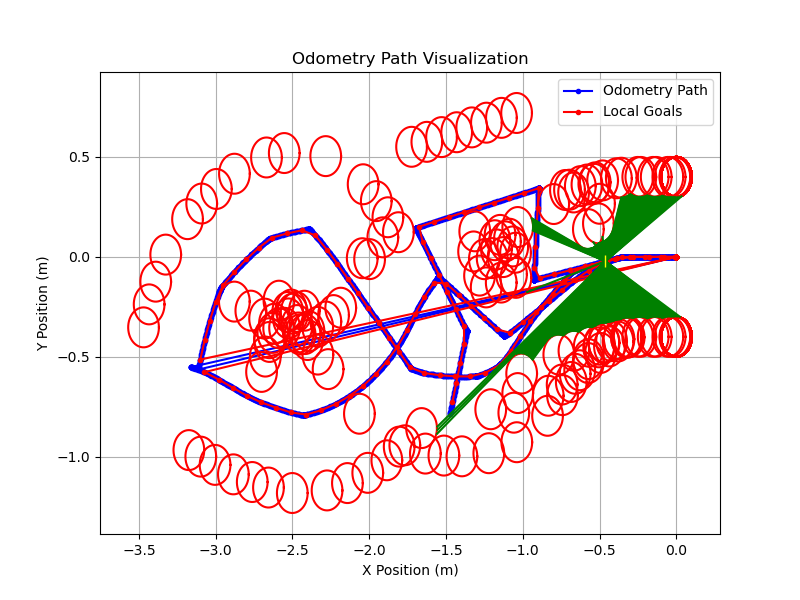 Odometry Path Visualization
Odometry Path
Local Goals
Y Position (m)
0.5
0.0
−0.5
−1.0
−3.5 −3.0 −2.5 −2.0 −1.5 −1.0 −0.5 0.0
X Position (m)